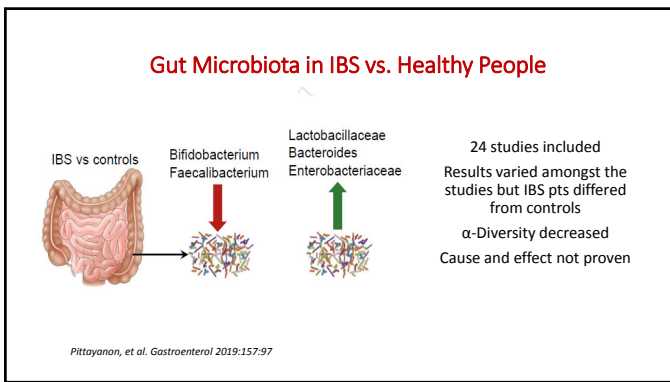 Gut Microbiota in IBS vs. Healthy People
IBS vs controls
Bifidobacterium
Faecalibacterium
Lactobacillaceae
Bacteroides
Enterobacteriaceae
24 studies included
Results varied amongst the
studies but IBS pts differed
from controls
α-Diversity decreased
Cause and effect not proven
Pittayanon, et al. Gastroenterol 2019:157:97